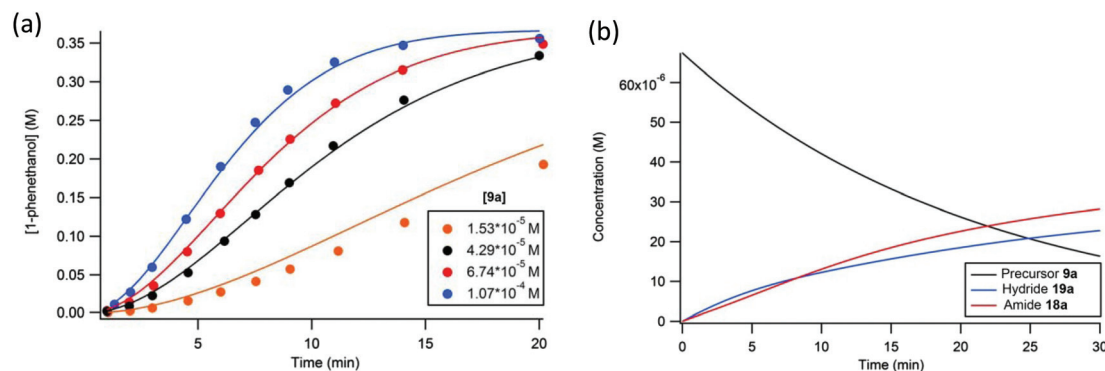 (a)
[1-phenethanol] (M)
0.35
0.30
0.25
0.20
0.15
0.10
0.05
0.00
[9a]
1.53*10⁻⁵ M
4.29*10⁻⁵ M
6.74*10⁻⁵ M
1.07*10⁻⁴ M
5
10
15
20
Time (min)
(b)
Concentration (M)
60x10⁻⁶
50
40
30
20
10
0
Precursor 9a
Hydride 19a
Amide 18a
0
5
10
15
20
25
30
Time (min)